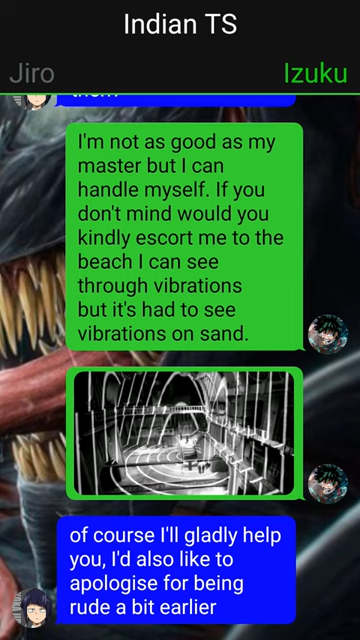 Indian TS
Jiro
Izuku
I'm not as good as my
master but I can
handle myself. If you
don't mind would you
kindly escort me to the
beach I can see
through vibrations
but it's had to see
vibrations on sand.
of course I'll gladly help
you, I'd also like to
apologise for being
rude a bit earlier